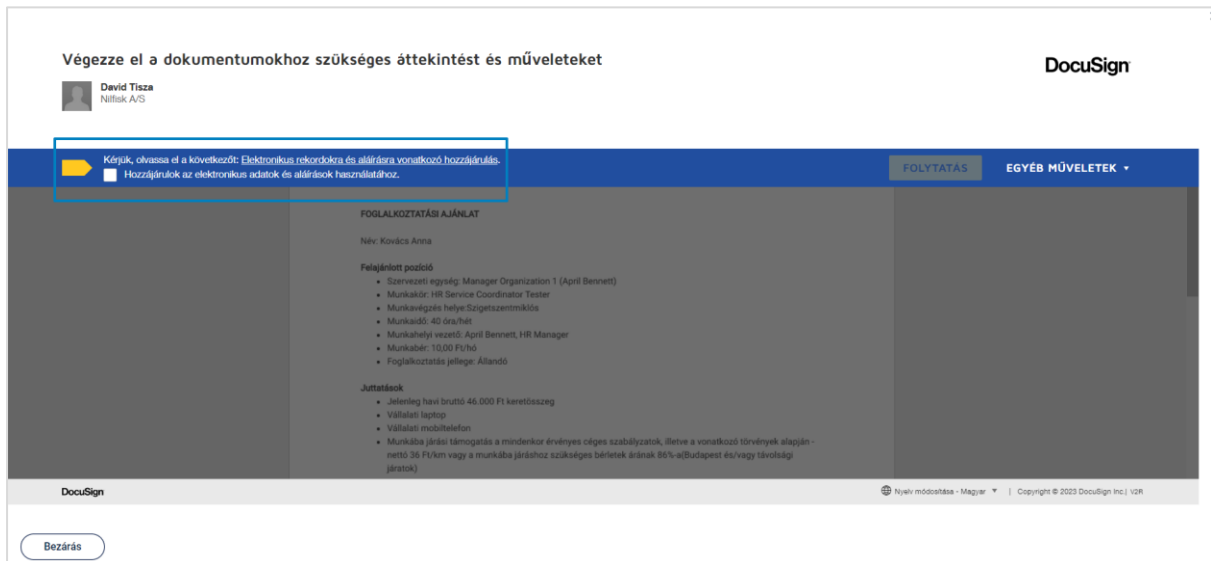 Végezze el a dokumentumokhoz szükséges áttekintést és műveleteket
DocuSign
David Tisza
Nilfisk A/S
Kérjük, olvassa el a következőt: Elektronikus rekordokra és aláírásra vonatkozó hozzájárulás.
Hozzájárulok az elektronikus adatok és aláírások használatához.
FOLYTATÁS
EGYÉB MŰVELETEK
FOGLALKOZTATÁSI AJÁNLAT
Név: Kovács Anna
Felajánlott pozíció
• Szervezeti egység: Manager Organization 1 (April Bennett)
• Munkakör: HR Service Coordinator Tester
• Munkavégzés helye:Szigetszentmiklós
• Munkaidő: 40 óra/hét
• Munkahelyi vezető: April Bennett, HR Manager
• Munkabér: 10,00 Ft/hó
• Foglalkoztatás jellege: Állandó
Juttatások
• Jelenleg havi bruttó 46.000 Ft keretösszeg
• Vállalati laptop
• Vállalati mobiltelefon
• Munkába járási támogatás a mindenkor érvényes céges szabályzatok, illetve a vonatkozó törvények alapján -
nettó 36 Ft/km vagy a munkába járáshoz szükséges bérletek árának 86%-a(Budapest és/vagy távolsági
járatok)
DocuSign
Nyelv módosítása - Magyar | Copyright © 2023 DocuSign Inc.| V2R
Bezárás